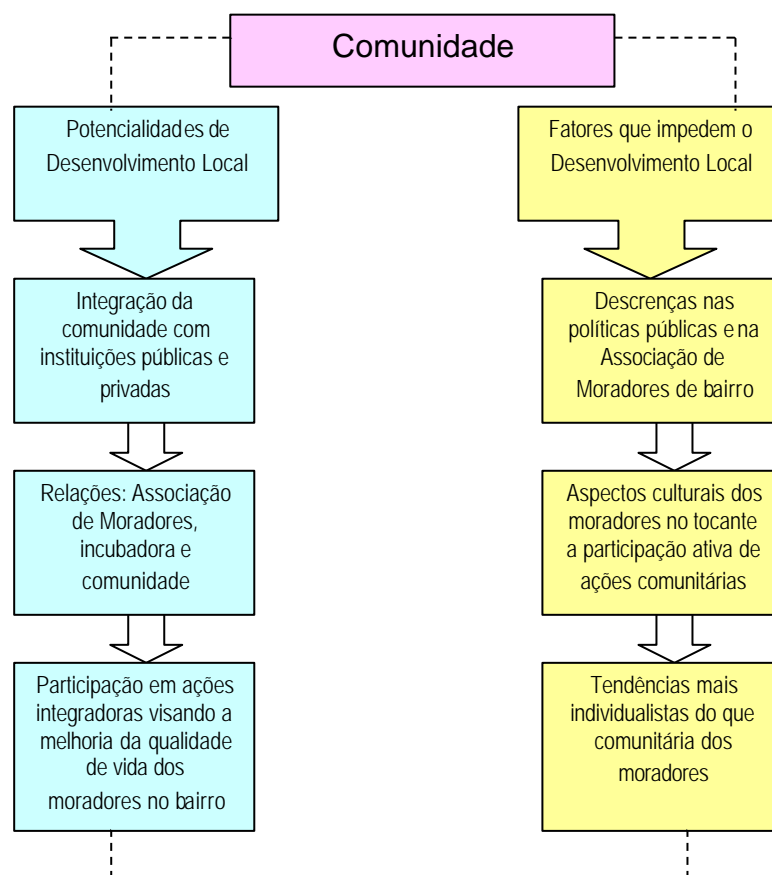 Comunidade
Potencialidades de
Desenvolvimento Local
Integração da
comunidade com
instituições públicas e
privadas
Relações: Associação
de Moradores,
incubadora e
comunidade
Participação em ações
integradoras visando a
melhoria da qualidade
de vida dos
moradores no bairro
Fatores que impedem o
Desenvolvimento Local
Descrenças nas
políticas públicas e na
Associação de
Moradores de bairro
Aspectos culturais dos
moradores no tocante
a participação ativa de
ações comunitárias
Tendências mais
individualistas do que
comunitária dos
moradores